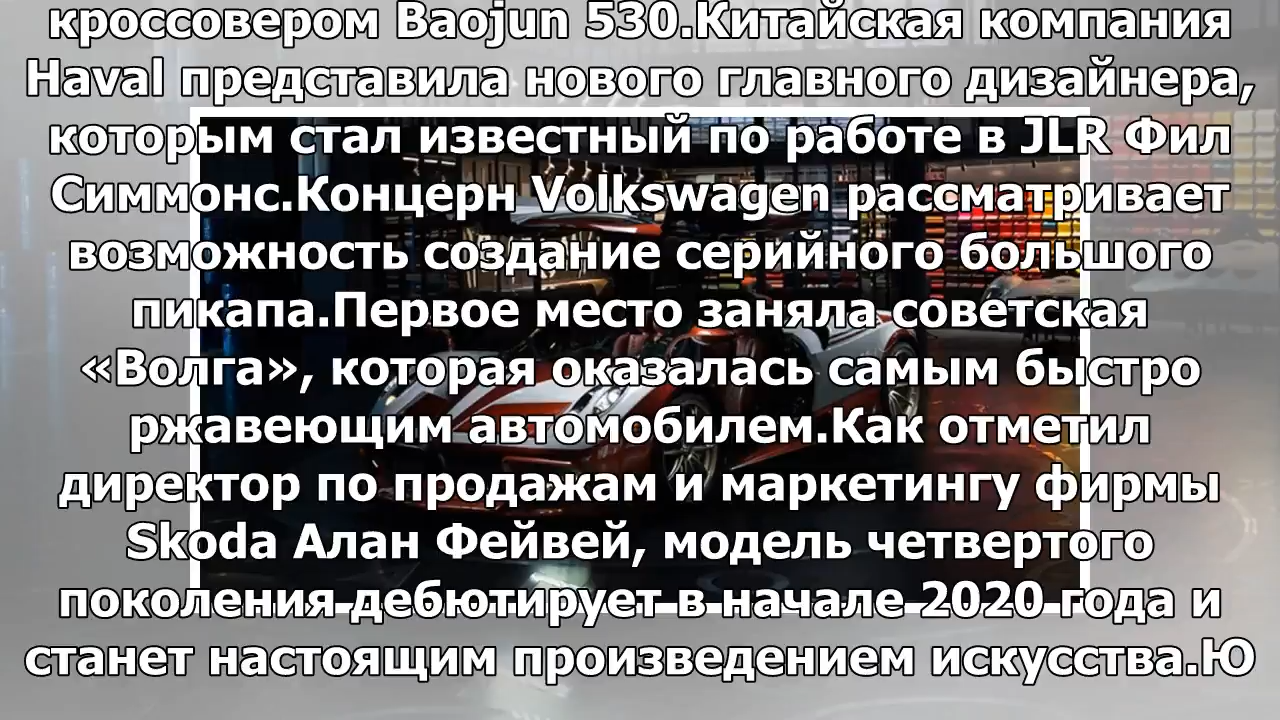 кроссовером Baojun 530.Китайская компания
Haval представила нового главного дизайнера,
которым стал известный по работе в JLR Фил
Симмонс.Концерн Volkswagen рассматривает
возможность создание серийного большого
пикапа.Первое место заняла советская
«Волга», которая оказалась самым быстро
ржавеющим автомобилем.Как отметил
директор по продажам и маркетингу фирмы
Skoda Алан Фейвей, модель четвертого
поколения дебютирует в начале 2020 года и
станет настоящим произведением искусства.Ю